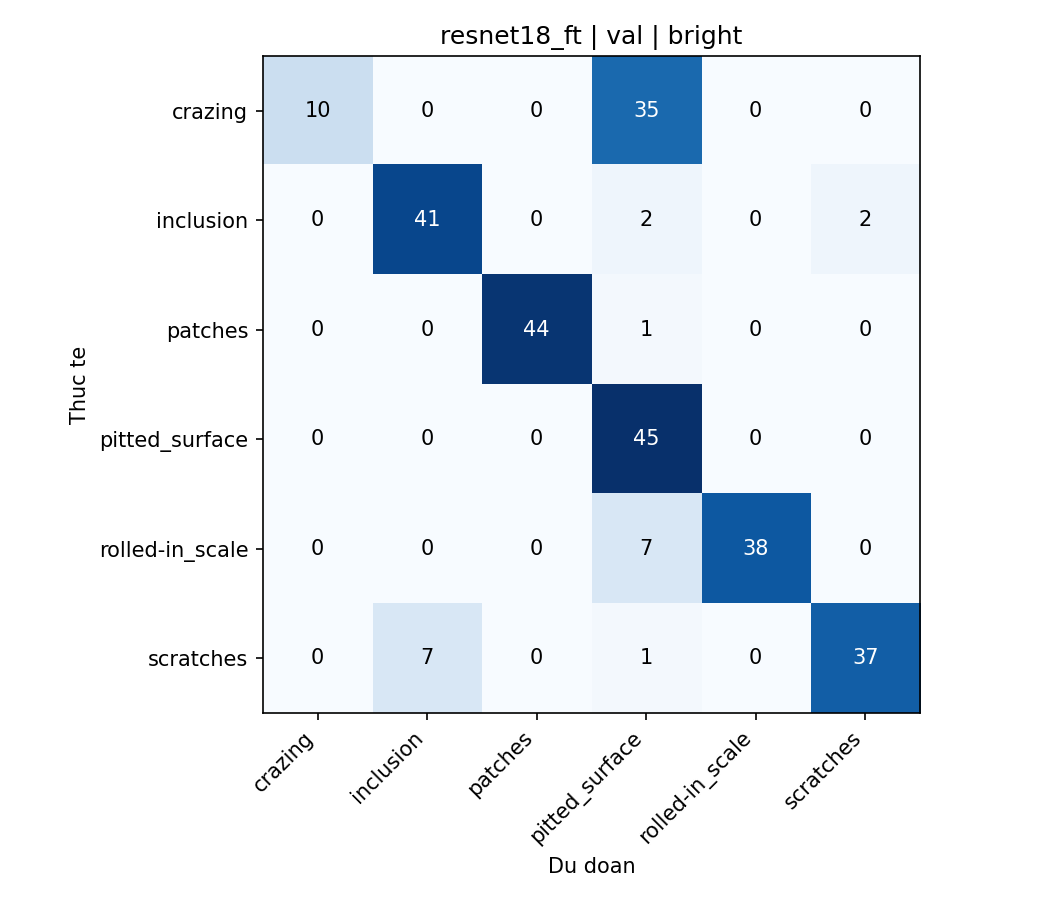 resnet18_ft | val | bright
crazing 10 0 0 35 0 0
inclusion 0 41 0 2 0 2
patches 0 0 44 1 0 0
pitted_surface 0 0 0 45 0 0
rolled-in_scale 0 0 0 7 38 0
scratches 0 7 0 1 0 37
Thuc te
crazing inclusion patches pitted_surface rolled-in_scale scratches
Du doan